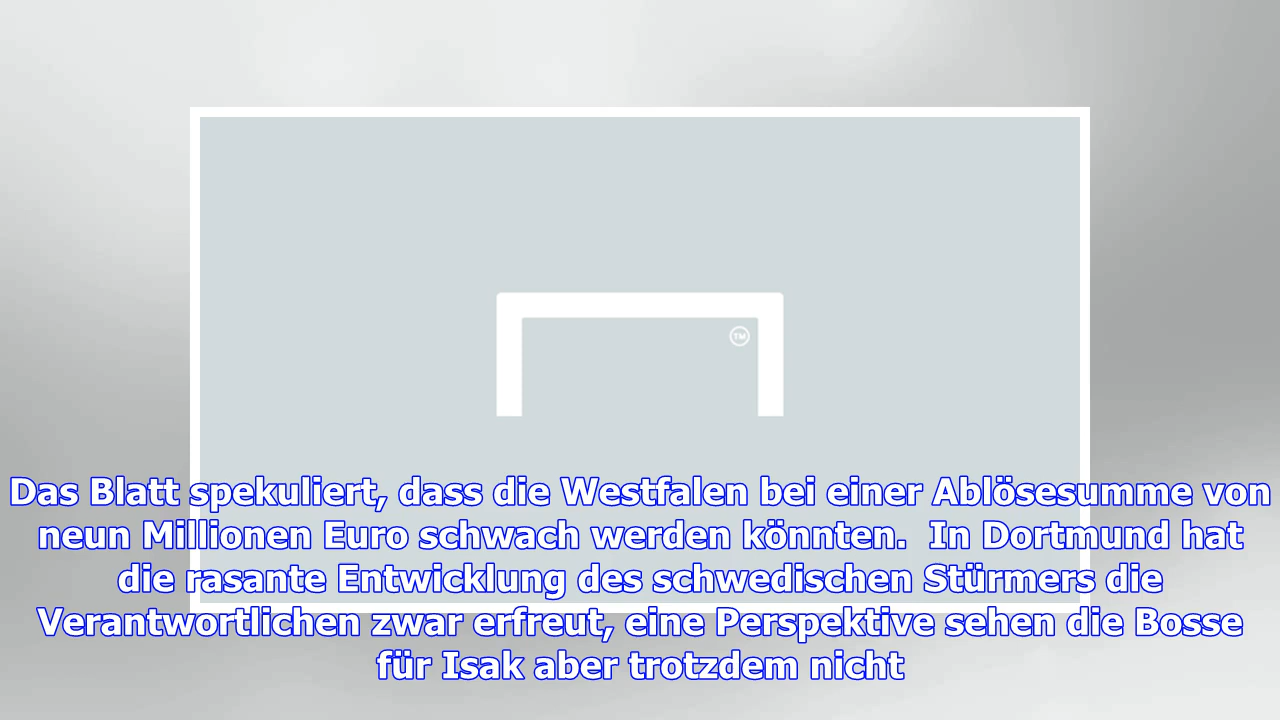 TM
Das Blatt spekuliert, dass die Westfalen bei einer Ablösesumme von
neun Millionen Euro schwach werden könnten.  In Dortmund hat
die rasante Entwicklung des schwedischen Stürmers die
Verantwortlichen zwar erfreut, eine Perspektive sehen die Bosse
für Isak aber trotzdem nicht